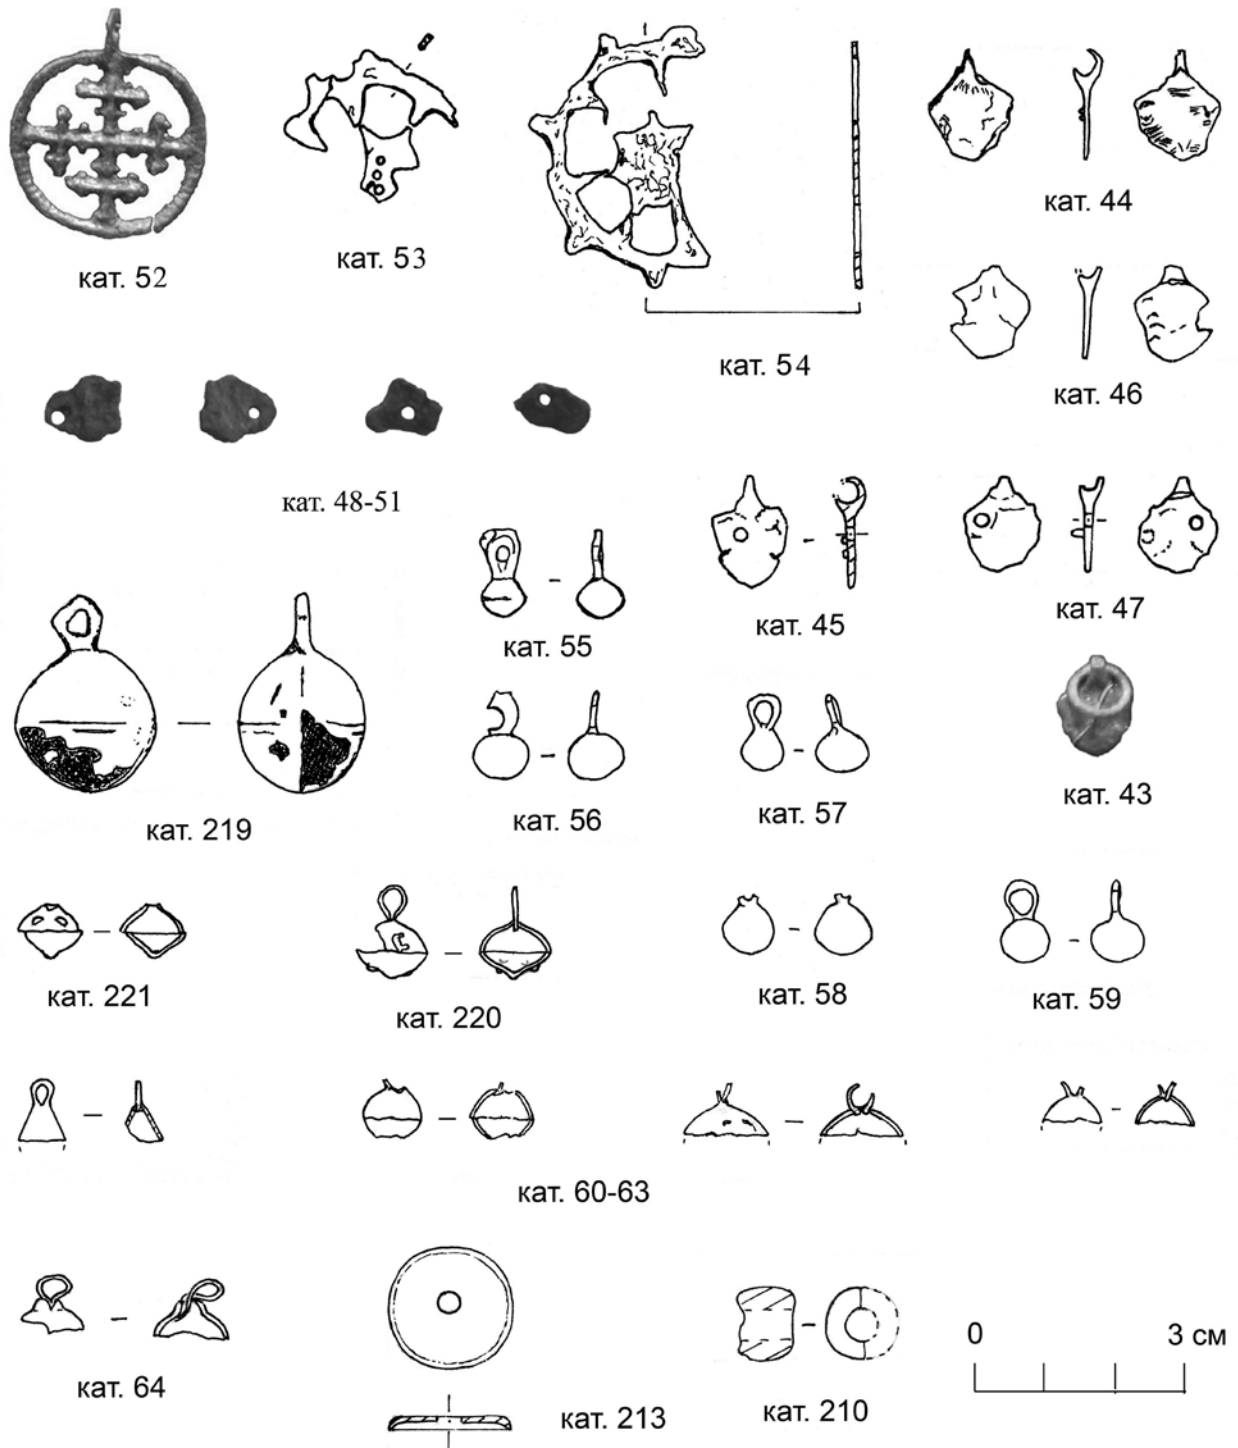 кат. 52
кат. 53
кат. 54
кат. 44
кат. 46
кат. 48-51
кат. 55
кат. 45
кат. 47
кат. 219
кат. 56
кат. 57
кат. 43
кат. 221
кат. 220
кат. 58
кат. 59
кат. 60-63
кат. 64
кат. 213
кат. 210
0 3 см